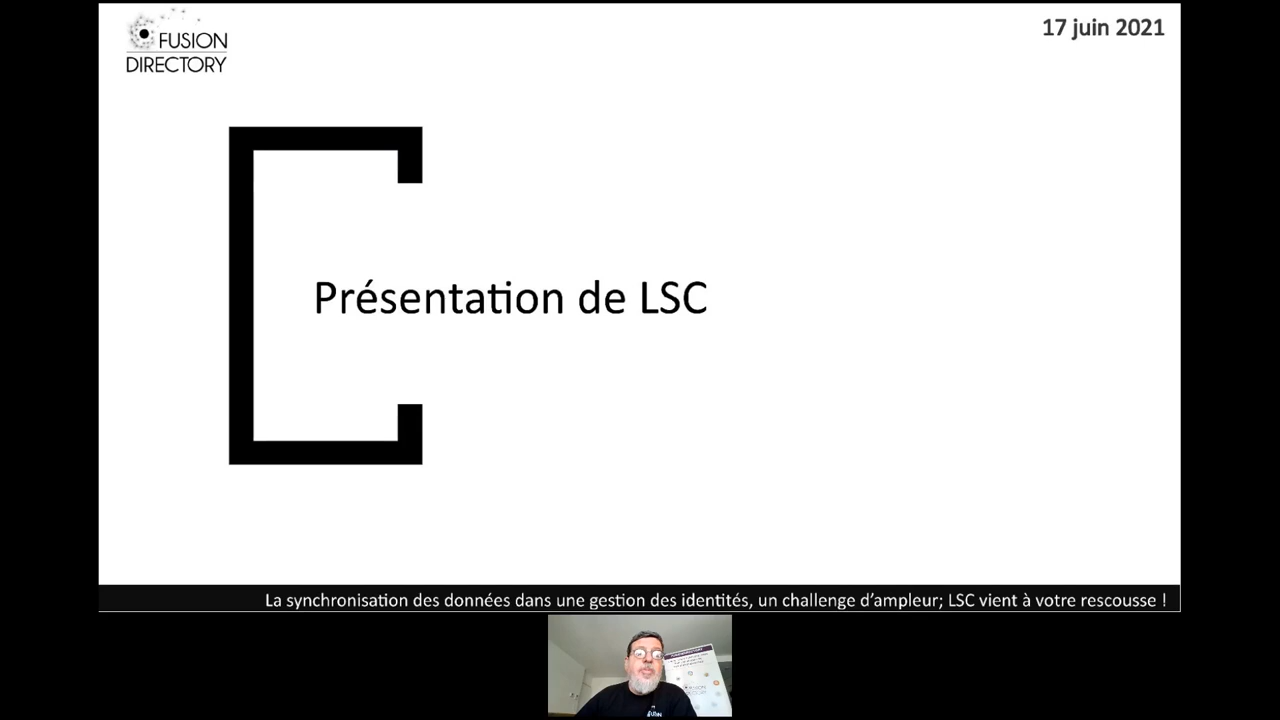 FUSION
DIRECTORY
17 juin 2021
Présentation de LSC
La synchronisation des données dans une gestion des identités, un challenge d'ampleur; LSC vient à votre rescousse !